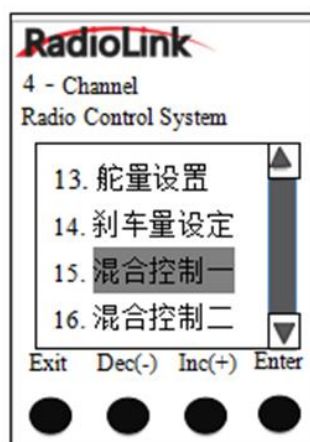 RadioLink
4 - Channel
Radio Control System
13. 舵量设置
14. 刹车量设定
15. 混合控制一
16. 混合控制二
Exit Dec(-) Inc(+) Enter